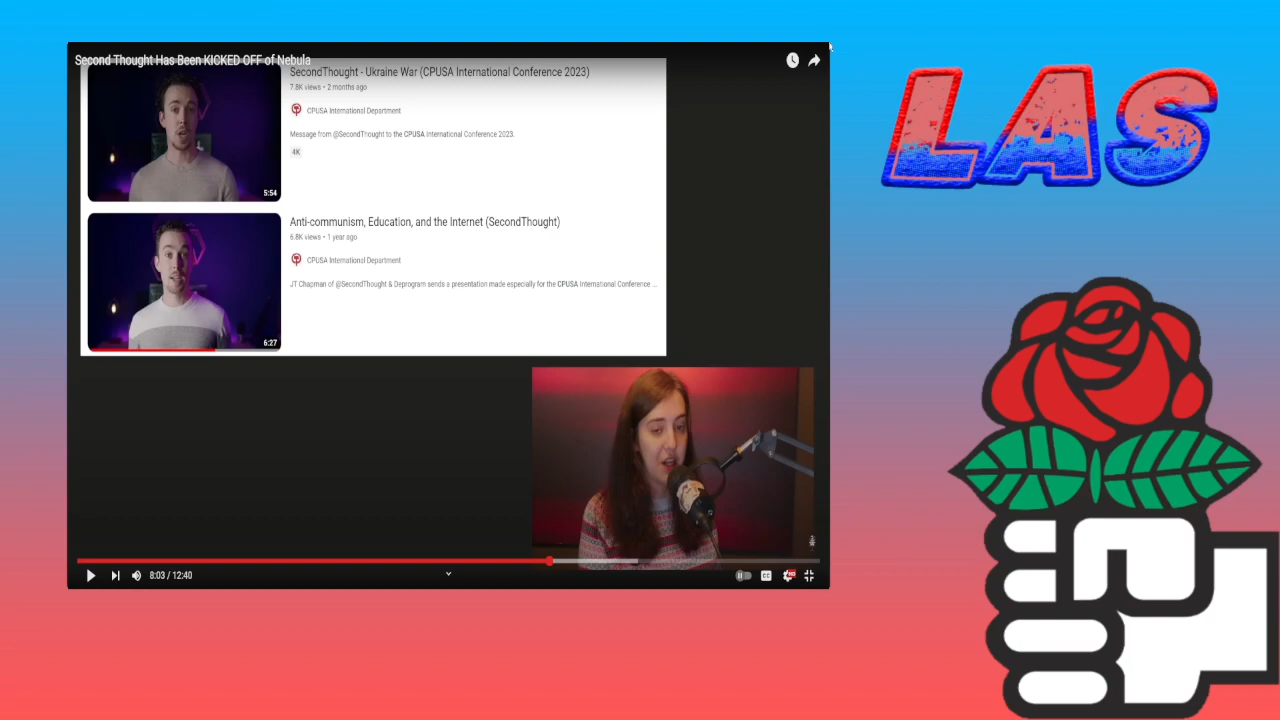 Second Thought Has Been KICKED OFF of Nebula
LAS
SecondThought - Ukraine War (CPUSA International Conference 2023)
7.8K views • 2 months ago
CPUSA International Department
Message from @SecondThought to the CPUSA International Conference 2023.
4K
5:54
Anti-communism, Education, and the Internet (SecondThought)
6.8K views • 1 year ago
CPUSA International Department
JT Chapman of @SecondThought & Deprogram sends a presentation made especially for the CPUSA International Conference ...
6:27
8:03 / 12:40
CC
HD